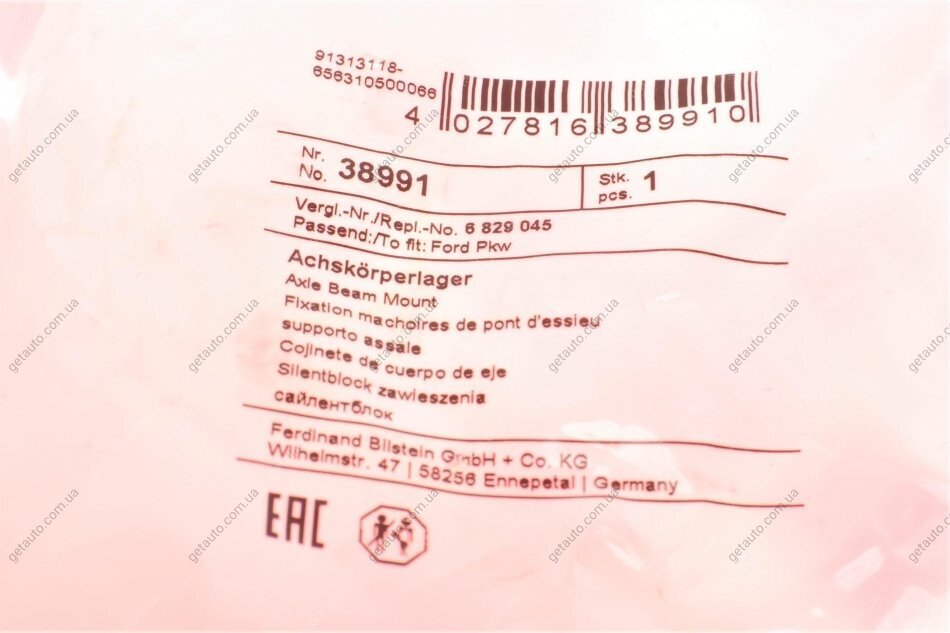 91313118-
656310500066
4 027816 389910
Nr.
No. 38991
Stk.
pcs. 1
Vergl.-Nr./Repl.-No. 6 829 045
Passend:/To fit: Ford Pkw
Achskörperlager
Axle Beam Mount
Fixation machoires de pont d'essieu
supporto assale
Cojinete de cuerpo de eje
Silentblock zawieszenia
сайлентблок
Ferdinand Bilstein GmbH + Co. KG
Wilhelmstr. 47 | 58256 Ennepetal | Germany
EAC
getauto.com.ua